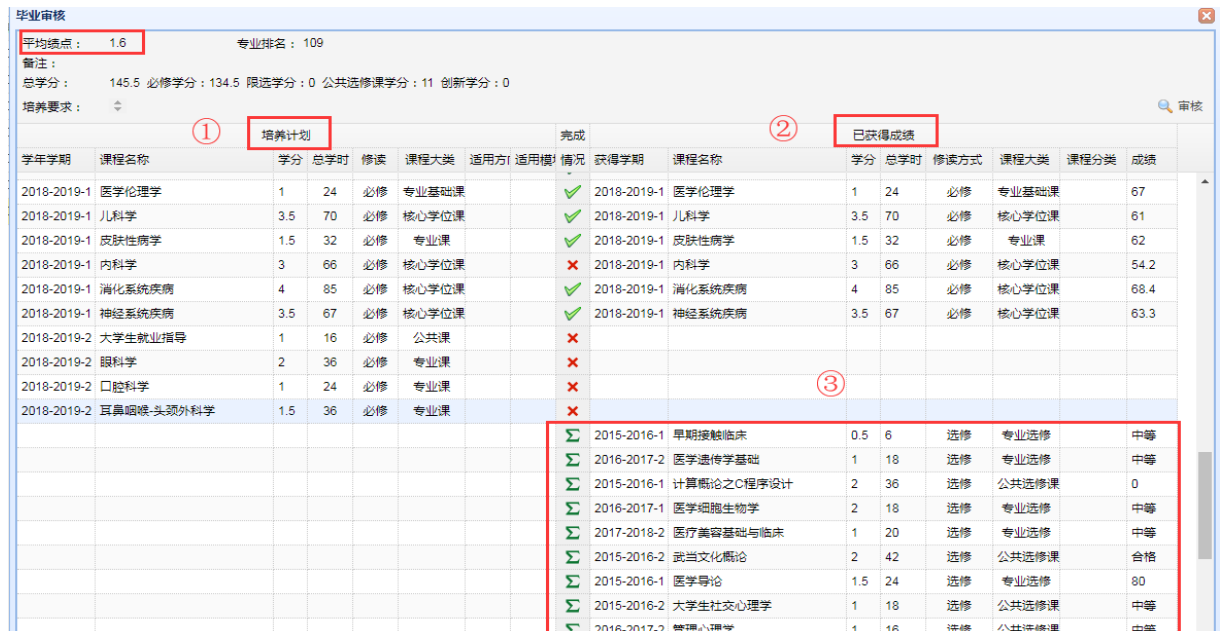 毕业审核
平均绩点： 1.6 专业排名： 109
备注：
总学分： 145.5 必修学分：134.5 限选学分：0 公共选修课学分：11 创新学分：0
培养要求： 审核
① 培养计划 完成 ② 已获得成绩
学年学期 课程名称 学分 总学时 修读 课程大类 适用方 适用模 情况 获得学期 课程名称 学分 总学时 修读方式 课程大类 课程分类 成绩
2018-2019-1 医学伦理学 1 24 必修 专业基础课 2018-2019-1 医学伦理学 1 24 必修 专业基础课 67
2018-2019-1 儿科学 3.5 70 必修 核心学位课 2018-2019-1 儿科学 3.5 70 必修 核心学位课 61
2018-2019-1 皮肤性病学 1.5 32 必修 专业课 2018-2019-1 皮肤性病学 1.5 32 必修 专业课 62
2018-2019-1 内科学 3 66 必修 核心学位课 2018-2019-1 内科学 3 66 必修 核心学位课 54.2
2018-2019-1 消化系统疾病 4 85 必修 核心学位课 2018-2019-1 消化系统疾病 4 85 必修 核心学位课 68.4
2018-2019-1 神经系统疾病 3.5 67 必修 核心学位课 2018-2019-1 神经系统疾病 3.5 67 必修 核心学位课 63.3
2018-2019-2 大学生就业指导 1 16 必修 公共课
2018-2019-2 眼科学 2 36 必修 专业课
2018-2019-2 口腔科学 1 24 必修 专业课 ③
2018-2019-2 耳鼻咽喉-头颈外科学 1.5 36 必修 专业课
Σ 2015-2016-1 早期接触临床 0.5 6 选修 专业选修 中等
Σ 2016-2017-2 医学遗传学基础 1 18 选修 专业选修 中等
Σ 2015-2016-1 计算概论之C程序设计 2 36 选修 公共选修课 0
Σ 2016-2017-1 医学细胞生物学 2 18 选修 专业选修 中等
Σ 2017-2018-2 医疗美容基础与临床 1 20 选修 专业选修 中等
Σ 2015-2016-2 武当文化概论 2 42 选修 公共选修课 合格
Σ 2015-2016-1 医学导论 1.5 24 选修 专业选修 80
Σ 2015-2016-2 大学生社交心理学 1 18 选修 公共选修课 中等
Σ 2016-2017-2 管理心理学 1 16 选修 公共选修课 中等